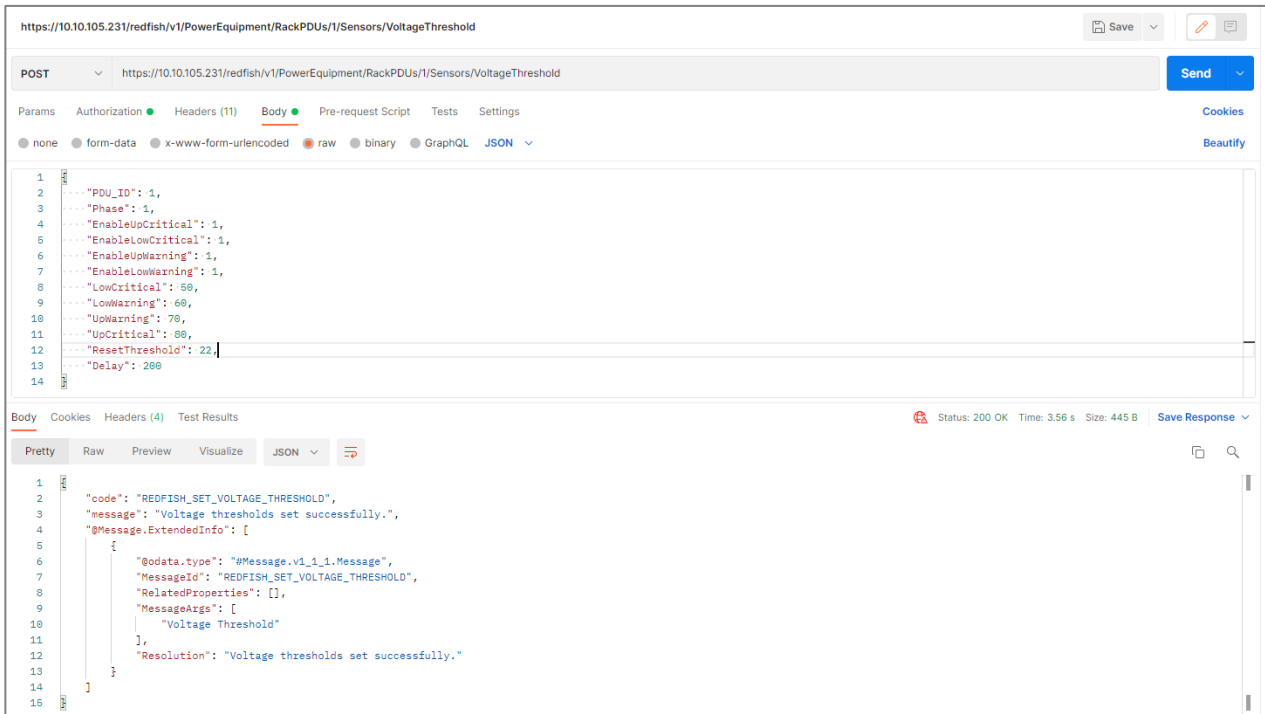 https://10.10.105.231/redfish/v1/PowerEquipment/RackPDUs/1/Sensors/VoltageThreshold
Save
POST https://10.10.105.231/redfish/v1/PowerEquipment/RackPDUs/1/Sensors/VoltageThreshold Send
Params Authorization Headers (11) Body Pre-request Script Tests Settings Cookies
none form-data x-www-form-urlencoded raw binary GraphQL JSON Beautify
1 {
2 "PDU_ID": 1,
3 "Phase": 1,
4 "EnableUpCritical": 1,
5 "EnableLowCritical": 1,
6 "EnableUpWarning": 1,
7 "EnableLowWarning": 1,
8 "LowCritical": 50,
9 "LowWarning": 60,
10 "UpWarning": 70,
11 "UpCritical": 80,
12 "ResetThreshold": 22,
13 "Delay": 200
14 }
Body Cookies Headers (4) Test Results Status: 200 OK Time: 3.56 s Size: 445 B Save Response
Pretty Raw Preview Visualize JSON
1 {
2 "code": "REDFISH_SET_VOLTAGE_THRESHOLD",
3 "message": "Voltage thresholds set successfully.",
4 "@Message.ExtendedInfo": [
5 {
6 "@odata.type": "#Message.v1_1_1.Message",
7 "MessageId": "REDFISH_SET_VOLTAGE_THRESHOLD",
8 "RelatedProperties": [],
9 "MessageArgs": [
10 "Voltage Threshold"
11 ],
12 "Resolution": "Voltage thresholds set successfully."
13 }
14 ]
15 }